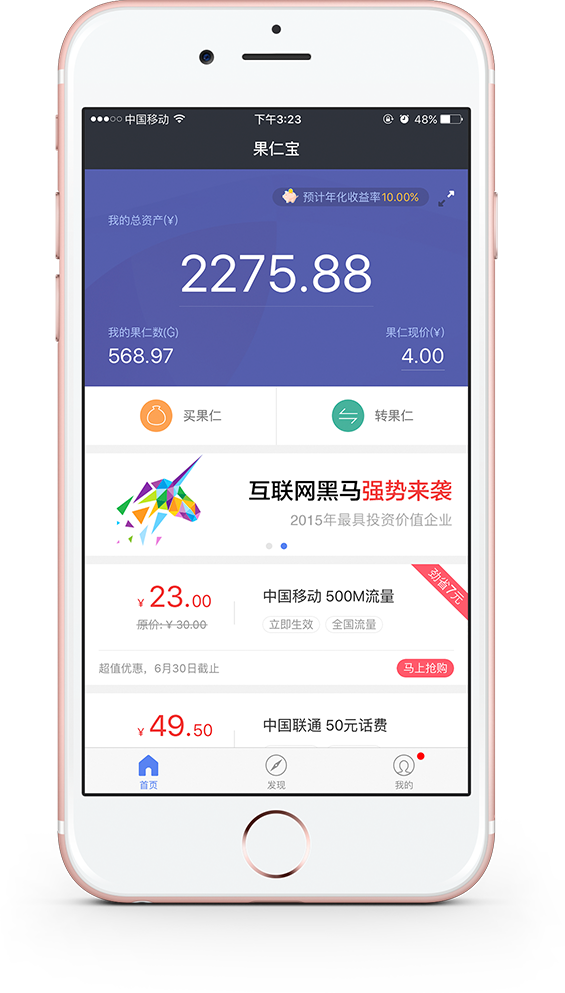 中国移动 下午3:23 48%
果仁宝
预计年化收益率10.00%
我的总资产(¥)
2275.88
我的果仁数(G) 果仁现价(¥)
568.97 4.00
买果仁 转果仁
互联网黑马强势来袭
2015年最具投资价值企业
劲省7元
¥ 23.00 中国移动 500M流量
原价: ¥ 30.00 立即生效 全国流量
超值优惠，6月30日截止 马上抢购
¥ 49.50 中国联通 50元话费
首页 发现 我的